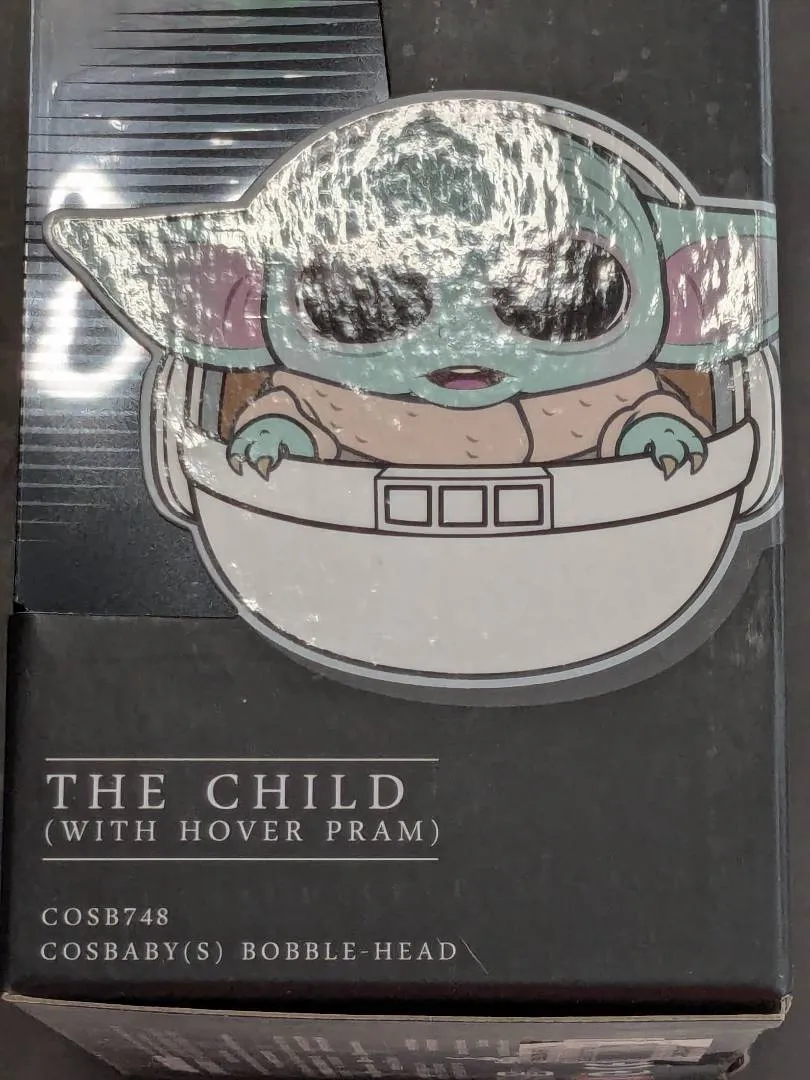 THE CHILD
(WITH HOVER PRAM)
COSB748
COSBABY(S) BOBBLE-HEAD